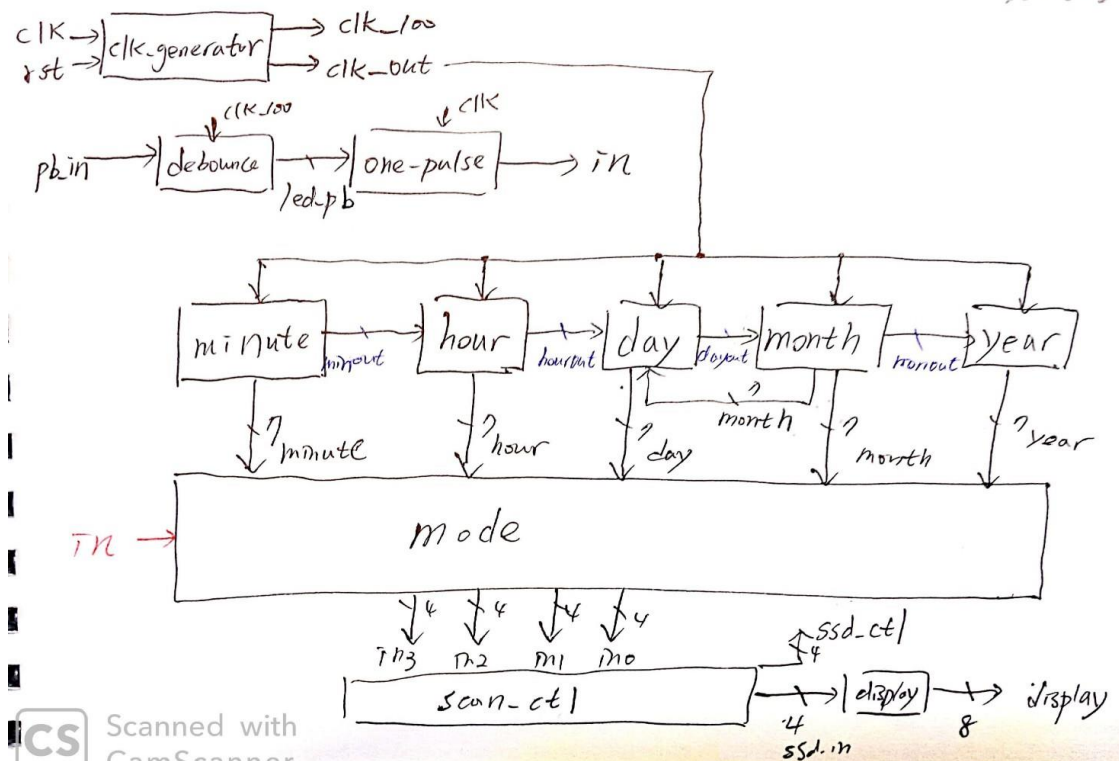 clk
rst
clk_generator
clk_100
clk_out
clk_100
clk
pb_in
debounce
one-pulse
in
led_pb
minute
hour
day
month
year
minout
hourout
dayout
monout
7
month
7
minute
7
hour
7
day
7
month
7
year
in
mode
4
4
4
4
in3
in2
in1
in0
ssd_ctl
4
scan_ctl
display
display
4
8
ssd_in
CS
Scanned with
CamScanner